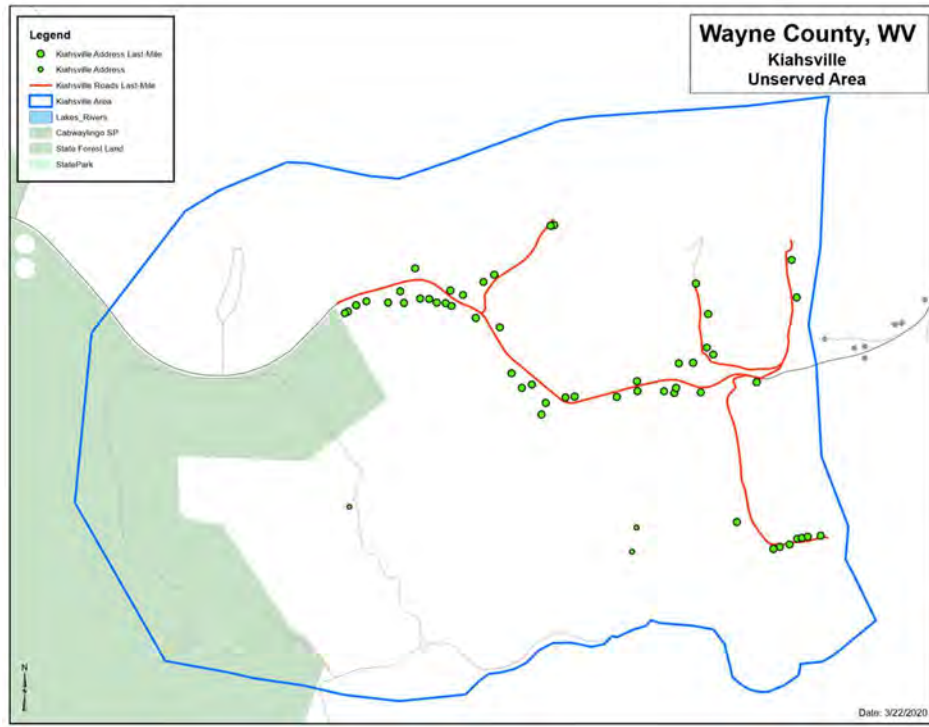 Wayne County, WV
Kiahsville
Unserved Area
Legend
Kiahsville Address Last-Mile
Kiahsville Address
Kiahsville Roads Last-Mile
Kiahsville Area
Lakes_Rivers
Cabwaylingo SP
State Forest Land
StatePark
N
Date: 3/22/2020